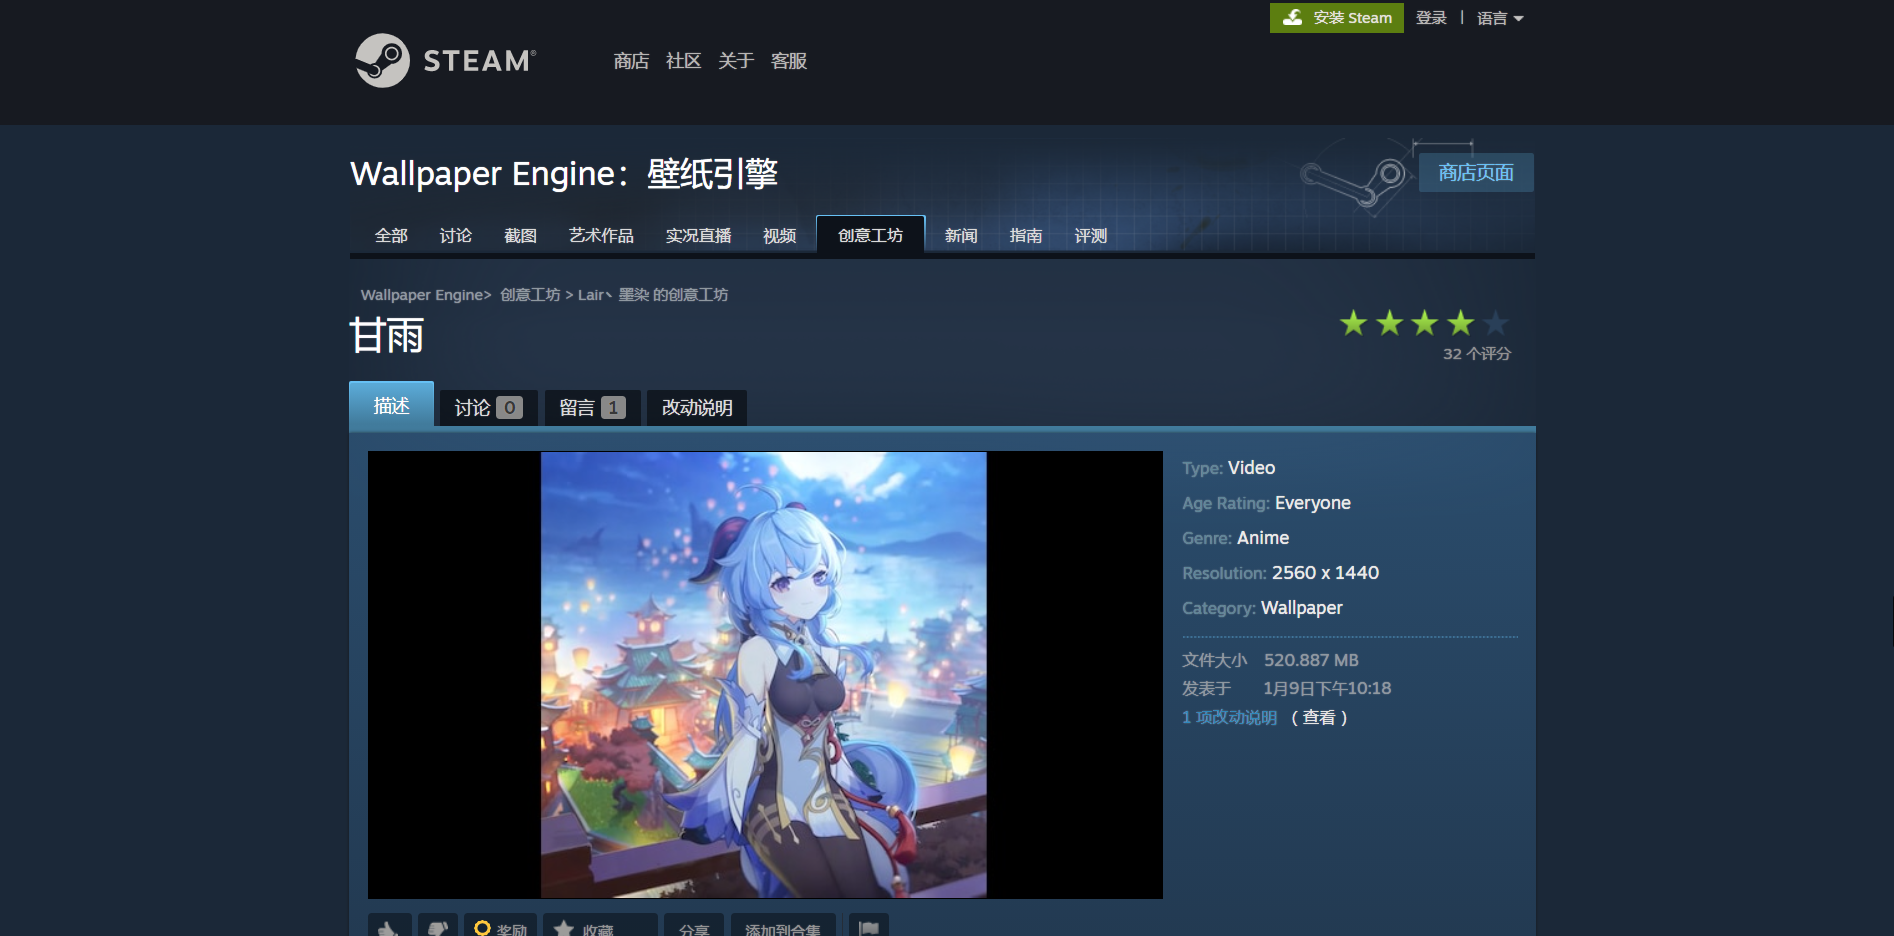 安装 Steam 登录 | 语言
STEAM®
商店 社区 关于 客服
Wallpaper Engine：壁纸引擎
商店页面
全部 讨论 截图 艺术作品 实况直播 视频 创意工坊 新闻 指南 评测
Wallpaper Engine> 创意工坊 > Lair丶 墨染 的创意工坊
甘雨
32 个评分
描述 讨论 0 留言 1 改动说明
Type: Video
Age Rating: Everyone
Genre: Anime
Resolution: 2560 x 1440
Category: Wallpaper
文件大小 520.887 MB
发表于 1月9日下午10:18
1 项改动说明 ( 查看 )
奖励 收藏 分享 添加到合集